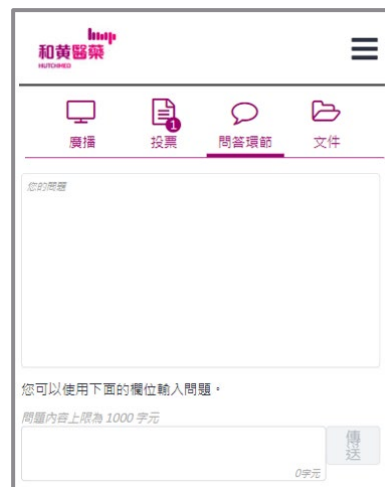 hmp
和黃醫藥
HUTCHMED
廣播
投票
1
問答環節
文件
您的問題
您可以使用下面的欄位輸入問題。
問題內容上限為 1000 字元
傳送
0字元